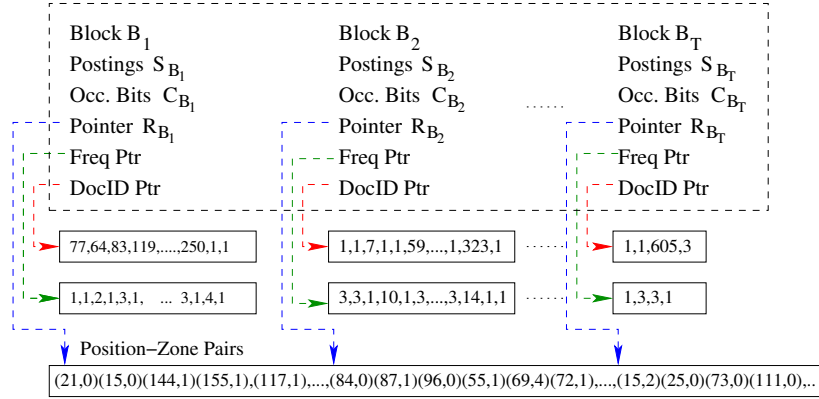 Block B1 Block B2 Block BT
Postings SB1 Postings SB2 Postings SBT
Occ. Bits CB1 Occ. Bits CB2 ...... Occ. Bits CBT
Pointer RB1 Pointer RB2 Pointer RBT
Freq Ptr Freq Ptr Freq Ptr
DocID Ptr DocID Ptr DocID Ptr
77,64,83,119,....,250,1,1 1,1,7,1,1,59,...,1,323,1 ...... 1,1,605,3
1,1,2,1,3,1, ... 3,1,4,1 3,3,1,10,1,3,...,3,14,1,1 ...... 1,3,3,1
Position-Zone Pairs
(21,0)(15,0)(144,1)(155,1),(117,1),...,(84,0)(87,1)(96,0)(55,1)(69,4)(72,1),...,(15,2)(25,0)(73,0)(111,0),..